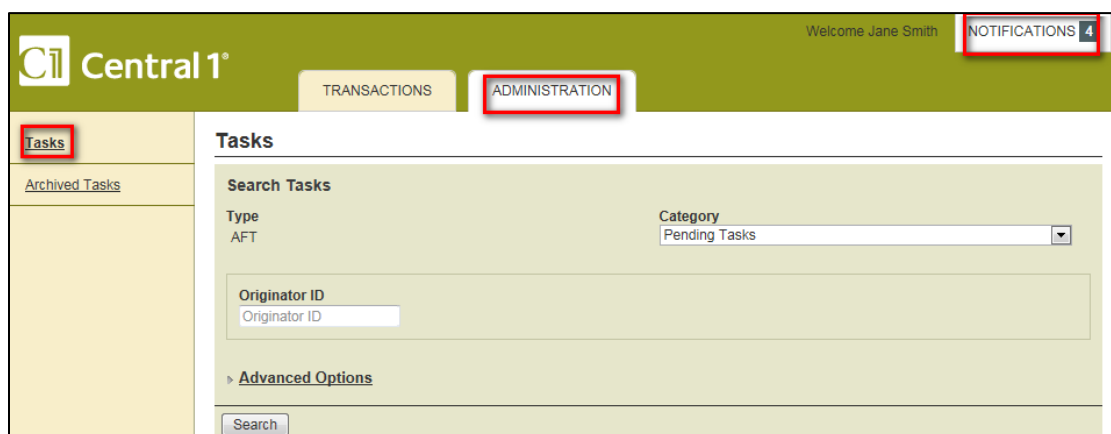 Welcome Jane Smith
NOTIFICATIONS 4
C1 Central 1®
TRANSACTIONS
ADMINISTRATION
Tasks
Archived Tasks
Tasks
Search Tasks
Type
AFT
Category
Pending Tasks
Originator ID
Originator ID
Advanced Options
Search